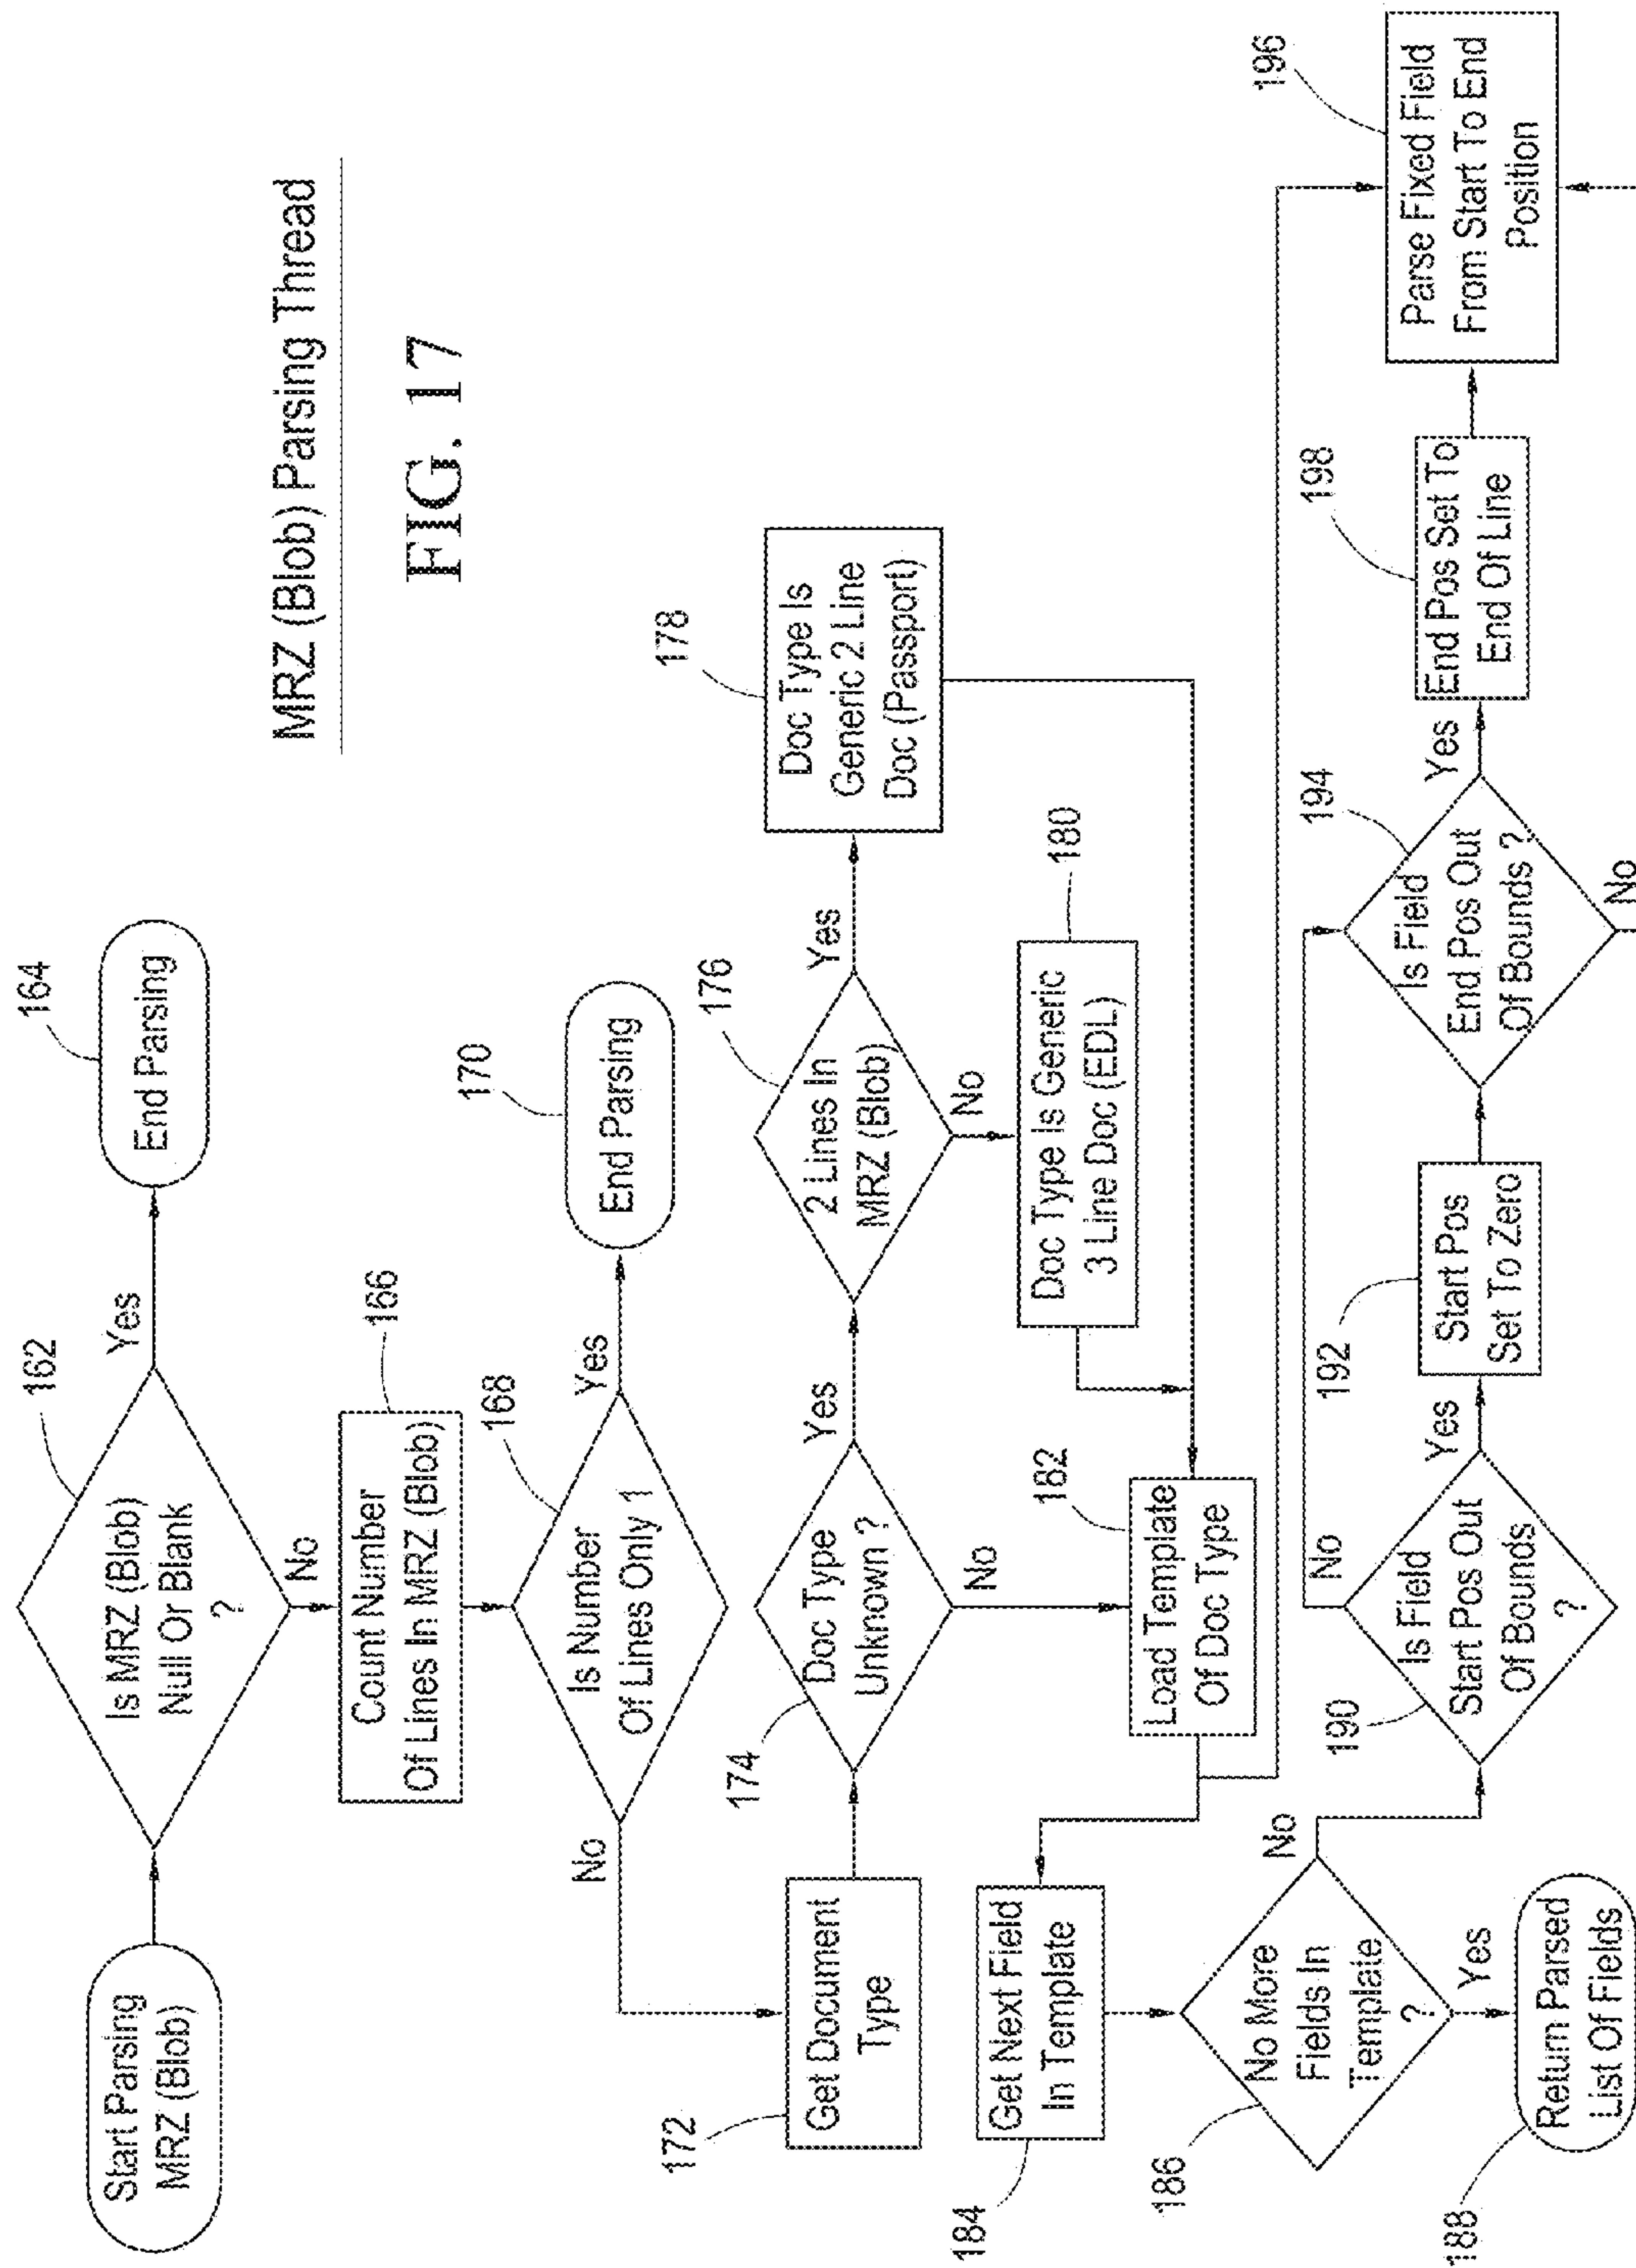 MRZ (Blob) Parsing Thread
FIG. 17
Start Parsing
MRZ (Blob)
162
Is MRZ (Blob)
Null Or Blank
?
Yes
164
End Parsing
No
166
Count Number
Of Lines In MRZ (Blob)
168
Is Number
Of Lines Only 1
Yes
170
End Parsing
No
172
Get Document
Type
174
Doc Type
Unknown ?
Yes
176
2 Lines In
MRZ (Blob)
Yes
178
Doc Type Is
Generic 2 Line
Doc (Passport)
No
180
Doc Type Is Generic
3 Line Doc (EDL)
No
182
Load Template
Of Doc Type
184
Get Next Field
In Template
186
No More
Fields In
Template
?
Yes
188
Return Parsed
List Of Fields
No
190
Is Field
Start Pos Out
Of Bounds
?
No
Yes
192
Start Pos
Set To Zero
194
Is Field
End Pos Out
Of Bounds ?
No
Yes
198
End Pos Set To
End Of Line
196
Parse Fixed Field
From Start To End
Position